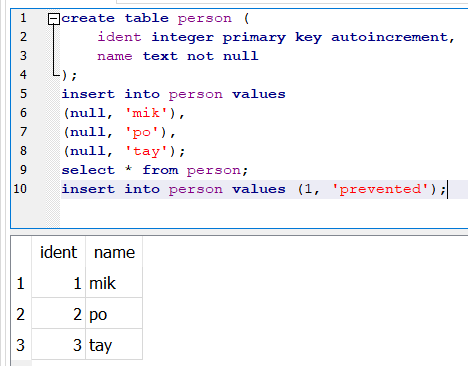 1 create table person (
2 ident integer primary key autoincrement,
3 name text not null
4 );
5 insert into person values
6 (null, 'mik'),
7 (null, 'po'),
8 (null, 'tay');
9 select * from person;
10 insert into person values (1, 'prevented');
ident name
1 1 mik
2 2 po
3 3 tay